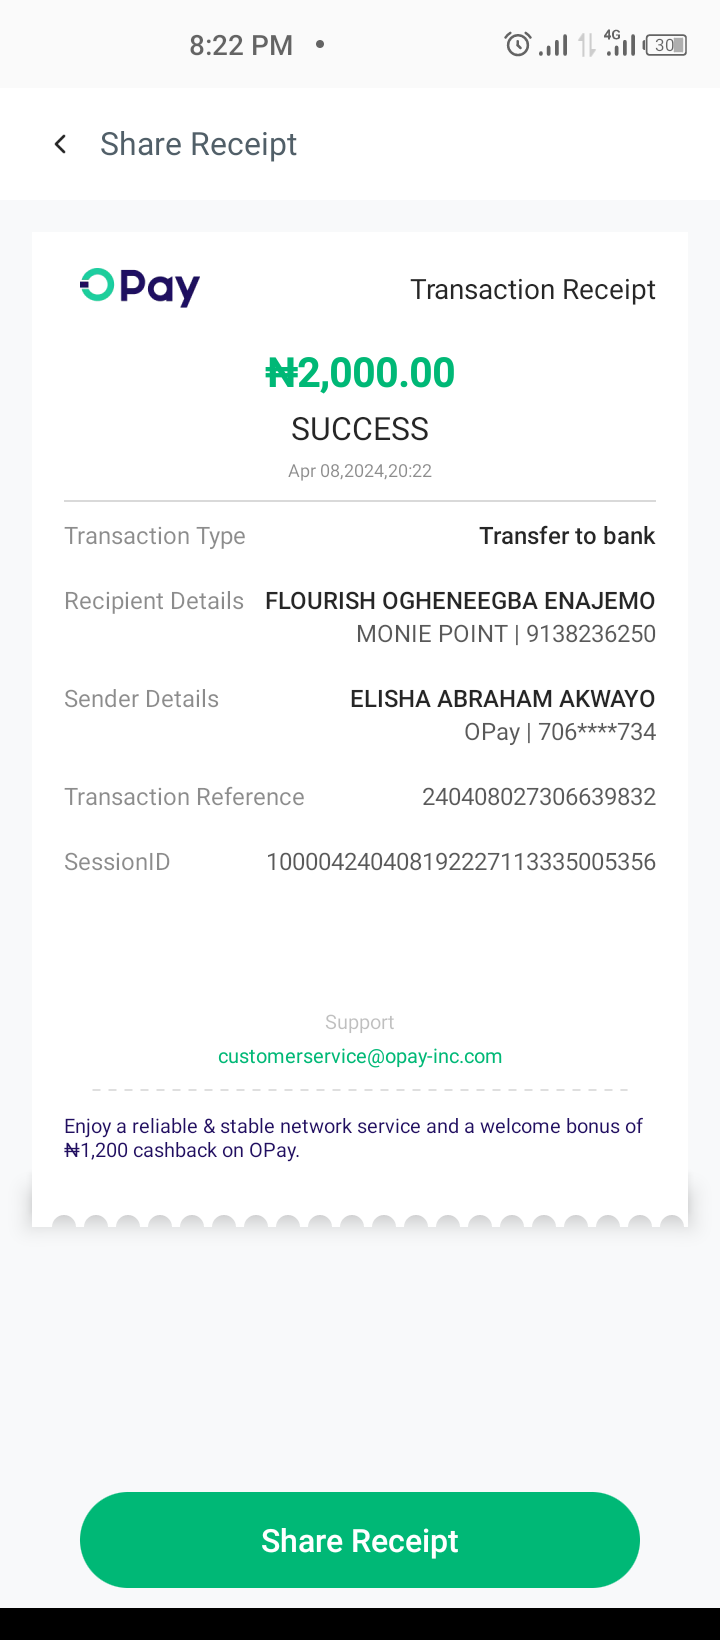 8:22 PM • 4G 30
Share Receipt
OPay Transaction Receipt
₦2,000.00
SUCCESS
Apr 08,2024,20:22
Transaction Type Transfer to bank
Recipient Details FLOURISH OGHENEEGBA ENAJEMO
MONIE POINT | 9138236250
Sender Details ELISHA ABRAHAM AKWAYO
OPay | 706****734
Transaction Reference 240408027306639832
SessionID 100004240408192227113335005356
Support
customerservice@opay-inc.com
Enjoy a reliable & stable network service and a welcome bonus of
₦1,200 cashback on OPay.
Share Receipt